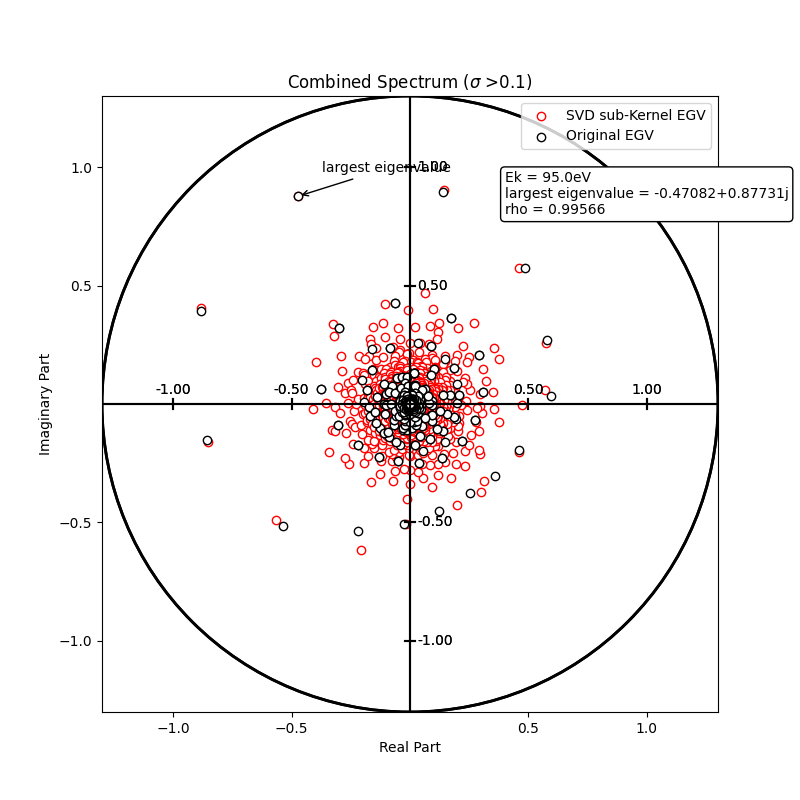 Combined Spectrum (σ >0.1)
SVD sub-Kernel EGV
Original EGV
largest eigenvalue
Ek = 95.0eV
largest eigenvalue = -0.47082+0.87731j
rho = 0.99566
1.00
0.50
-1.00 -0.50 0.50 1.00
-0.50
-1.00
1.0
0.5
0.0
−0.5
−1.0
Imaginary Part
−1.0 −0.5 0.5 1.0
Real Part